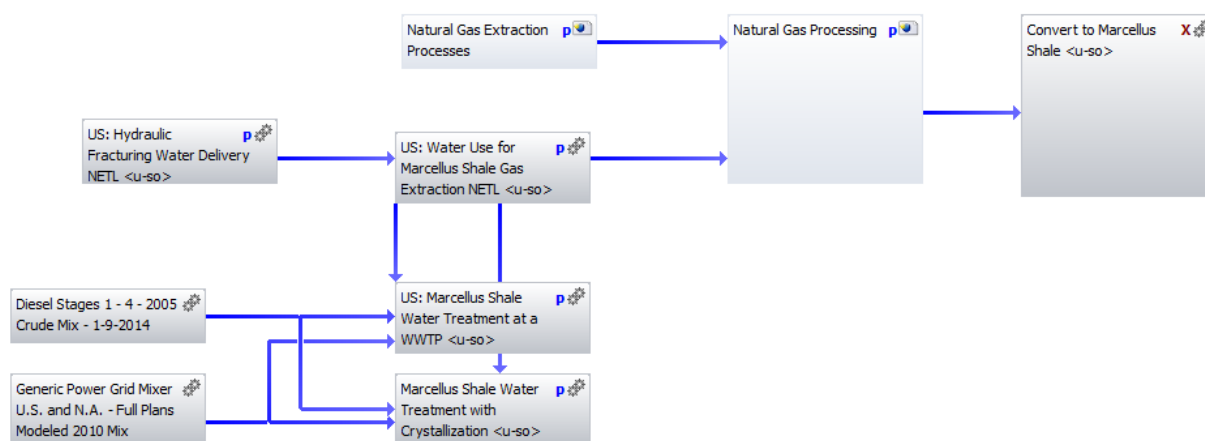 Natural Gas Extraction p
Processes
Natural Gas Processing p
Convert to Marcellus X
Shale <u-so>
US: Hydraulic p
Fracturing Water Delivery
NETL <u-so>
US: Water Use for p
Marcellus Shale Gas
Extraction NETL <u-so>
Diesel Stages 1 - 4 - 2005
Crude Mix - 1-9-2014
US: Marcellus Shale p
Water Treatment at a
WWTP <u-so>
Generic Power Grid Mixer
U.S. and N.A. - Full Plans
Modeled 2010 Mix
Marcellus Shale Water p
Treatment with
Crystallization <u-so>